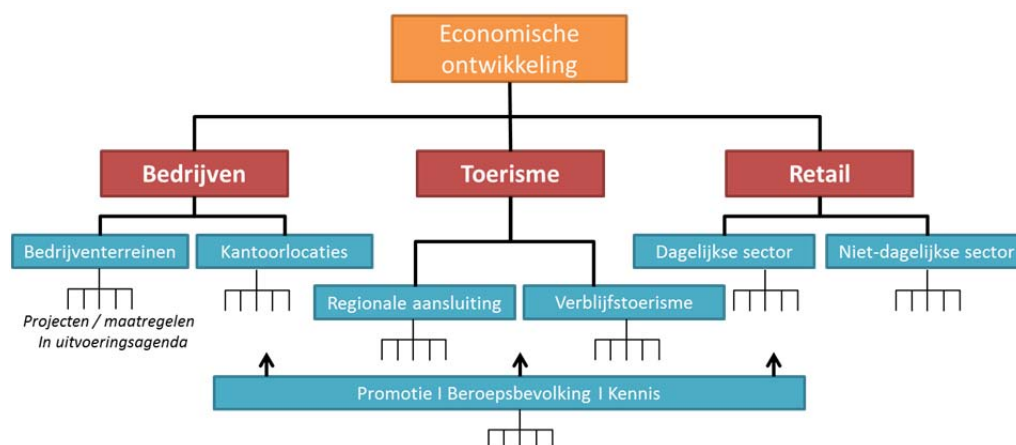 Economische
ontwikkeling
Bedrijven
Toerisme
Retail
Bedrijventerreinen
Kantoorlocaties
Dagelijkse sector
Niet-dagelijkse sector
Regionale aansluiting
Verblijfstoerisme
Projecten / maatregelen
In uitvoeringsagenda
Promotie I Beroepsbevolking I Kennis